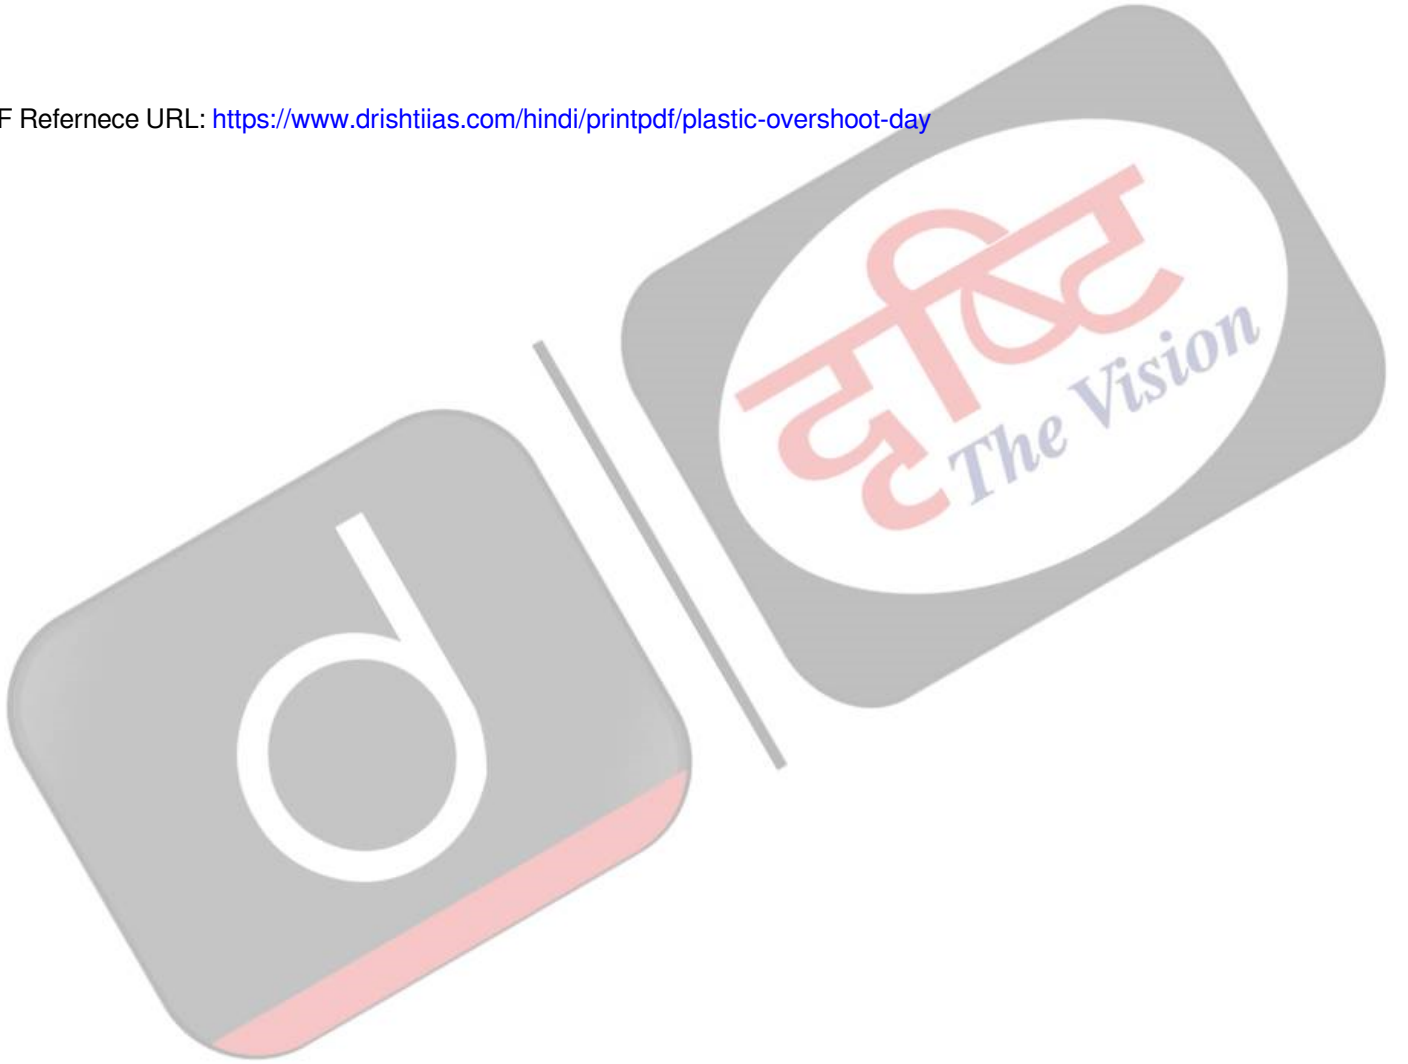 F Refernece URL: https://www.drishtiias.com/hindi/printpdf/plastic-overshoot-day
दृष्टि
The Vision
d